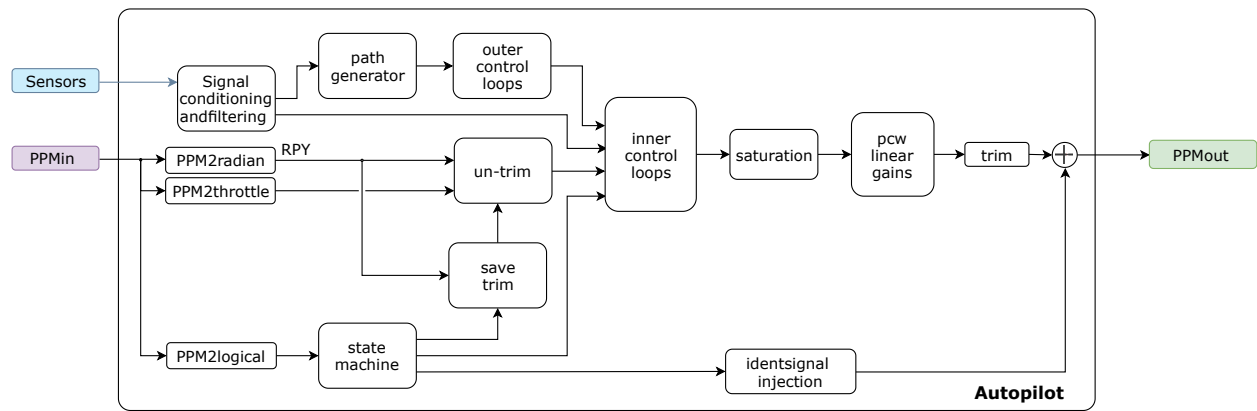 Sensors
PPMin
Signal
conditioning
andfiltering
path
generator
outer
control
loops
PPM2radian
RPY
PPM2throttle
un-trim
save
trim
PPM2logical
state
machine
inner
control
loops
saturation
pcw
linear
gains
trim
PPMout
identsignal
injection
Autopilot